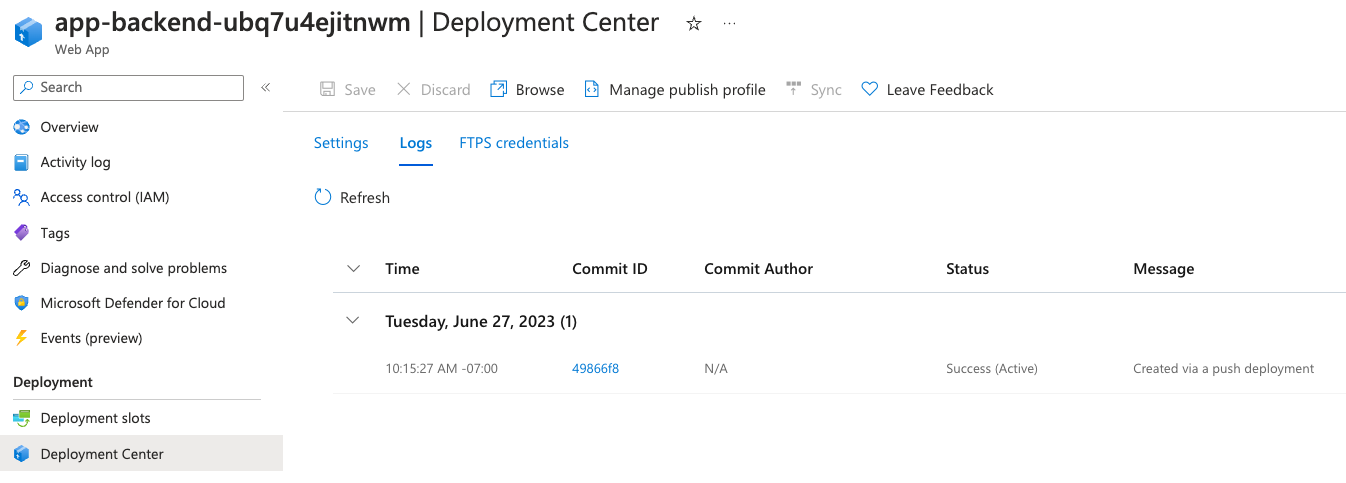 app-backend-ubq7u4ejitnwm | Deployment Center
Web App
Search
Save Discard Browse Manage publish profile Sync Leave Feedback
Overview
Activity log
Access control (IAM)
Tags
Diagnose and solve problems
Microsoft Defender for Cloud
Events (preview)
Deployment
Deployment slots
Deployment Center
Settings Logs FTPS credentials
Refresh
Time Commit ID Commit Author Status Message
Tuesday, June 27, 2023 (1)
10:15:27 AM -07:00 49866f8 N/A Success (Active) Created via a push deployment